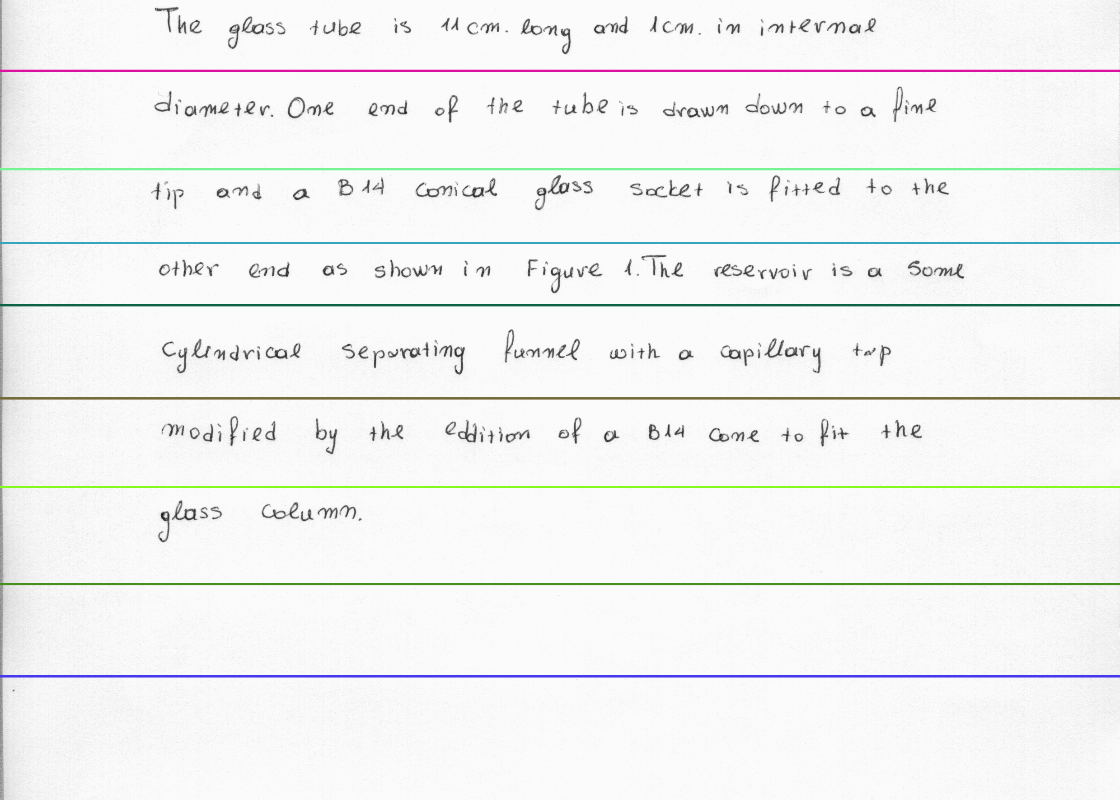 The glass tube is 11 cm. long and 1cm. in internal
diameter. One end of the tube is drawn down to a fine
tip and a B 14 conical glass socket is fitted to the
other end as shown in Figure 1. The reservoir is a some
cylindrical separating funnel with a capillary tap
modified by the eddition of a B14 cone to fit the
glass column.